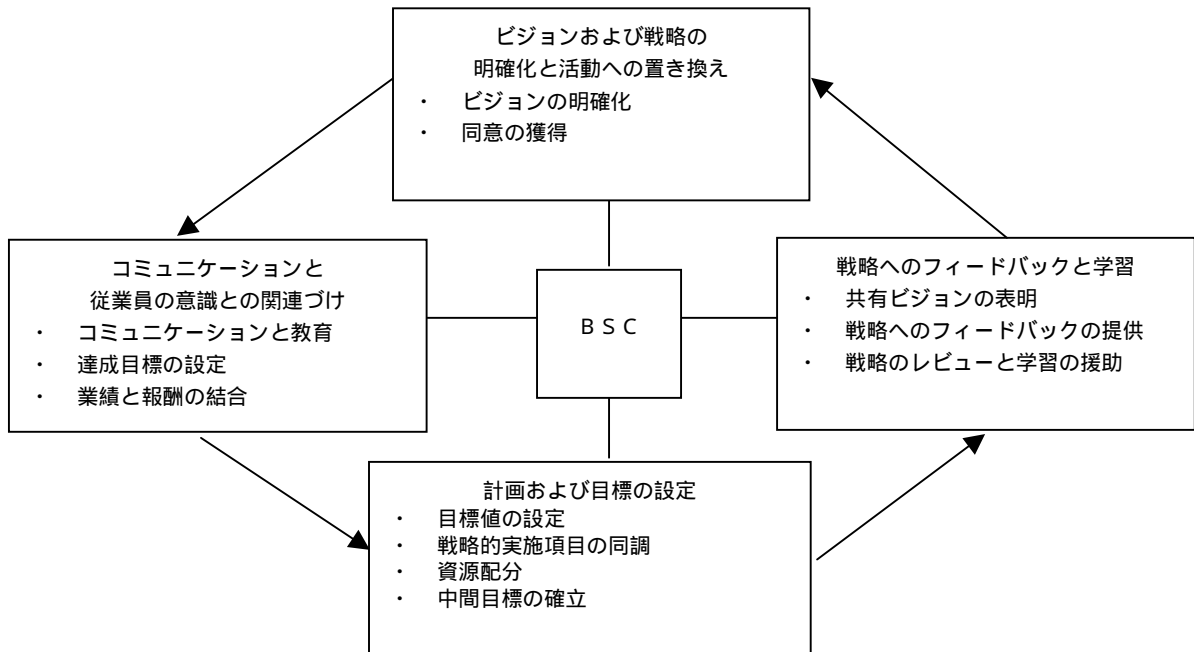 ビジョンおよび戦略の
明確化と活動への置き換え
・ ビジョンの明確化
・ 同意の獲得
コミュニケーションと
従業員の意識との関連づけ
・ コミュニケーションと教育
・ 達成目標の設定
・ 業績と報酬の結合
ＢＳＣ
戦略へのフィードバックと学習
・ 共有ビジョンの表明
・ 戦略へのフィードバックの提供
・ 戦略のレビューと学習の援助
計画および目標の設定
・ 目標値の設定
・ 戦略的実施項目の同調
・ 資源配分
・ 中間目標の確立